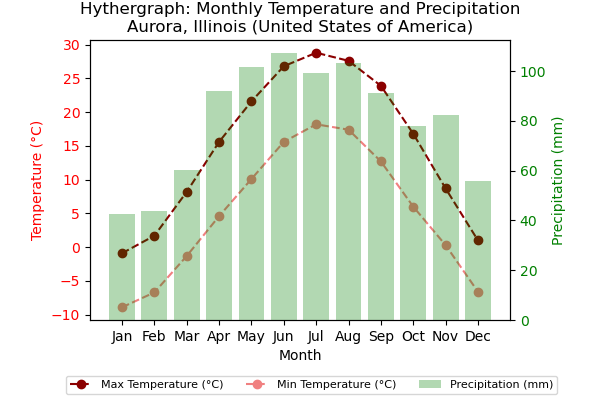 Hythergraph: Monthly Temperature and Precipitation
Aurora, Illinois (United States of America)
30
25
20
15
10
5
0
−5
−10
Temperature (°C)
100
80
60
40
20
0
Precipitation (mm)
Jan Feb Mar Apr May Jun Jul Aug Sep Oct Nov Dec
Month
Max Temperature (°C) Min Temperature (°C) Precipitation (mm)